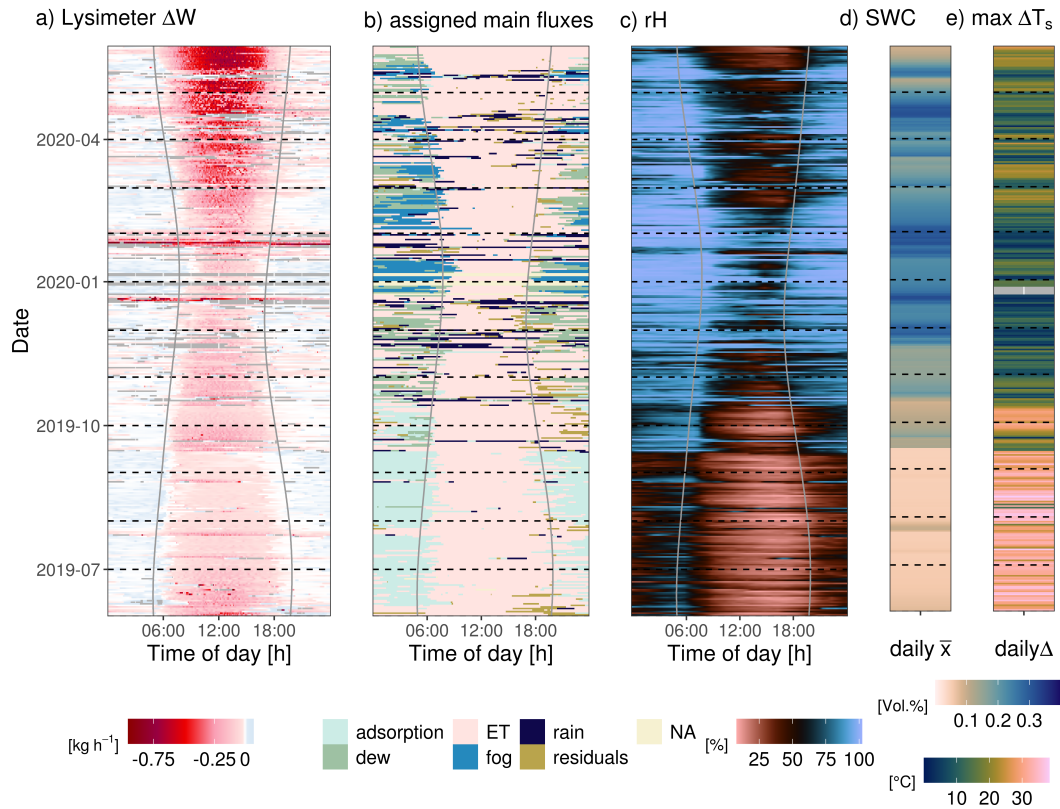 a) Lysimeter ΔW
b) assigned main fluxes
c) rH
d) SWC
e) max ΔTs
Date
2020-04
2020-01
2019-10
2019-07
06:00 12:00 18:00
06:00 12:00 18:00
06:00 12:00 18:00
Time of day [h]
Time of day [h]
Time of day [h]
daily x̅
dailyΔ
[kg h⁻¹]
-0.75 -0.25 0
adsorption
dew
ET
fog
rain
residuals
NA
[%]
25 50 75 100
[Vol.%]
0.1 0.2 0.3
[°C]
10 20 30